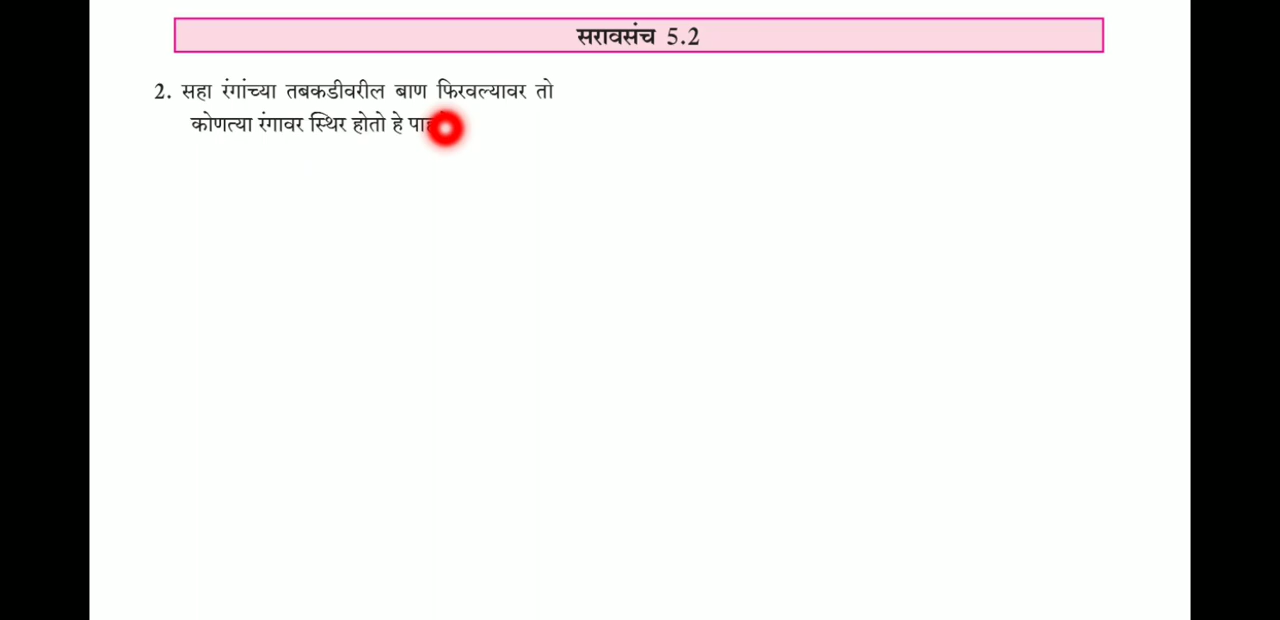 सरावसंच 5.2
2. सहा रंगांच्या तबकडीवरील बाण फिरवल्यावर तो
कोणत्या रंगावर स्थिर होतो हे